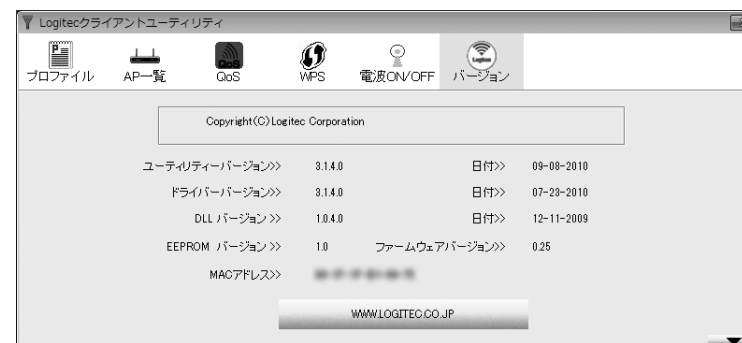 Logitecクライアントユーティリティ
プロファイル AP一覧 QoS WPS 電波ON/OFF バージョン
Copyright(C)Logitec Corporation
ユーティリティーバージョン>> 3.1.4.0 日付>> 09-08-2010
ドライバーバージョン>> 3.1.4.0 日付>> 07-23-2010
DLL バージョン >> 1.0.4.0 日付>> 12-11-2009
EEPROM バージョン >> 1.0 ファームウェアバージョン>> 0.25
MACアドレス>>
WWW.LOGITEC.CO.JP